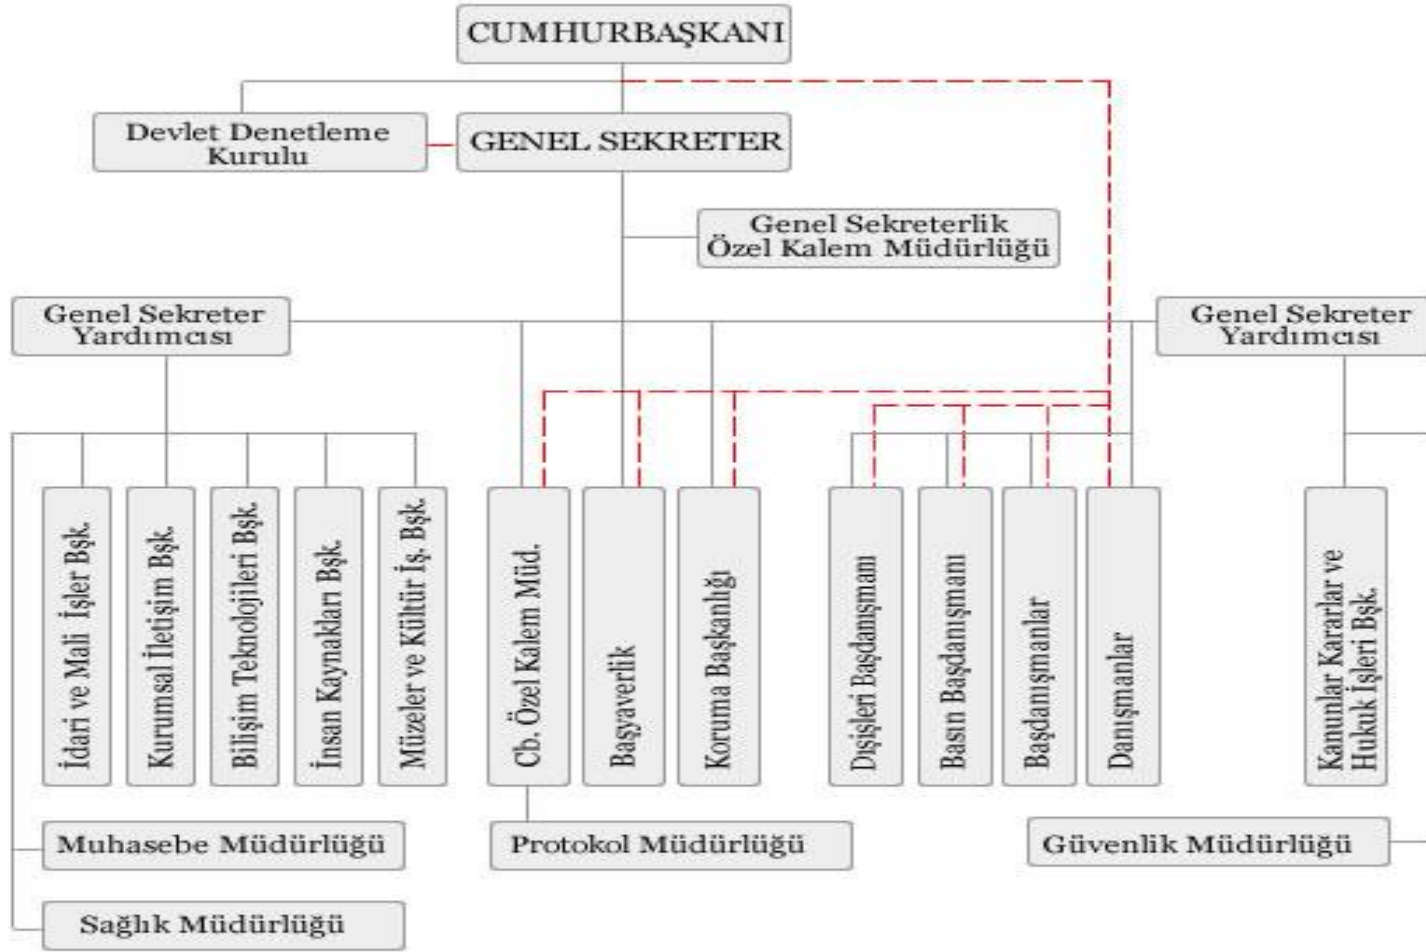 CUMHURBAŞKANI
Devlet Denetleme
Kurulu
GENEL SEKRETER
Genel Sekreterlik
Özel Kalem Müdürlüğü
Genel Sekreter
Yardımcısı
Genel Sekreter
Yardımcısı
İdari ve Mali İşler Bşk.
Kurumsal İletişim Bşk.
Bilişim Teknolojileri Bşk.
İnsan Kaynakları Bşk.
Müzeler ve Kültür İş. Bşk.
Cb. Özel Kalem Müd.
Başyaverlik
Koruma Başkanlığı
Dışişleri Başdanışmanı
Basın Başdanışmanı
Başdanışmanlar
Danışmanlar
Kanunlar Kararlar ve
Hukuk İşleri Bşk.
Muhasebe Müdürlüğü
Protokol Müdürlüğü
Güvenlik Müdürlüğü
Sağlık Müdürlüğü